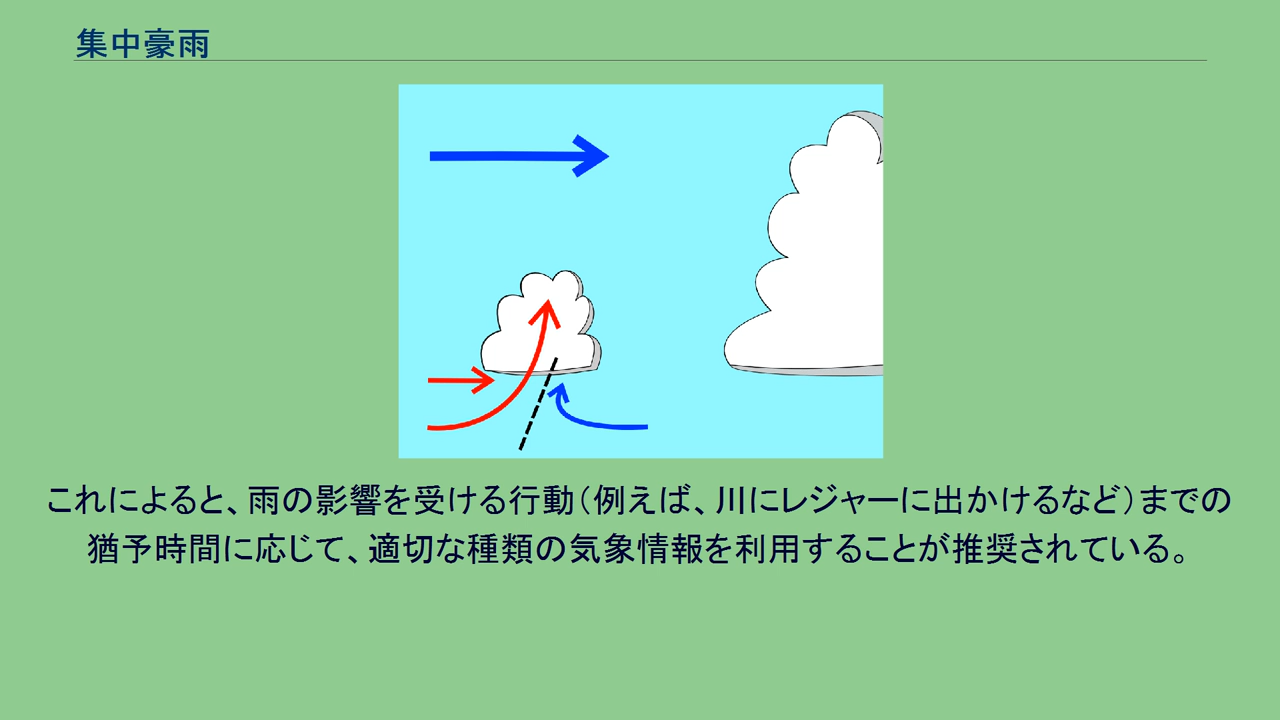 集中豪雨
これによると、雨の影響を受ける行動（例えば、川にレジャーに出かけるなど）までの
猶予時間に応じて、適切な種類の気象情報を利用することが推奨されている。